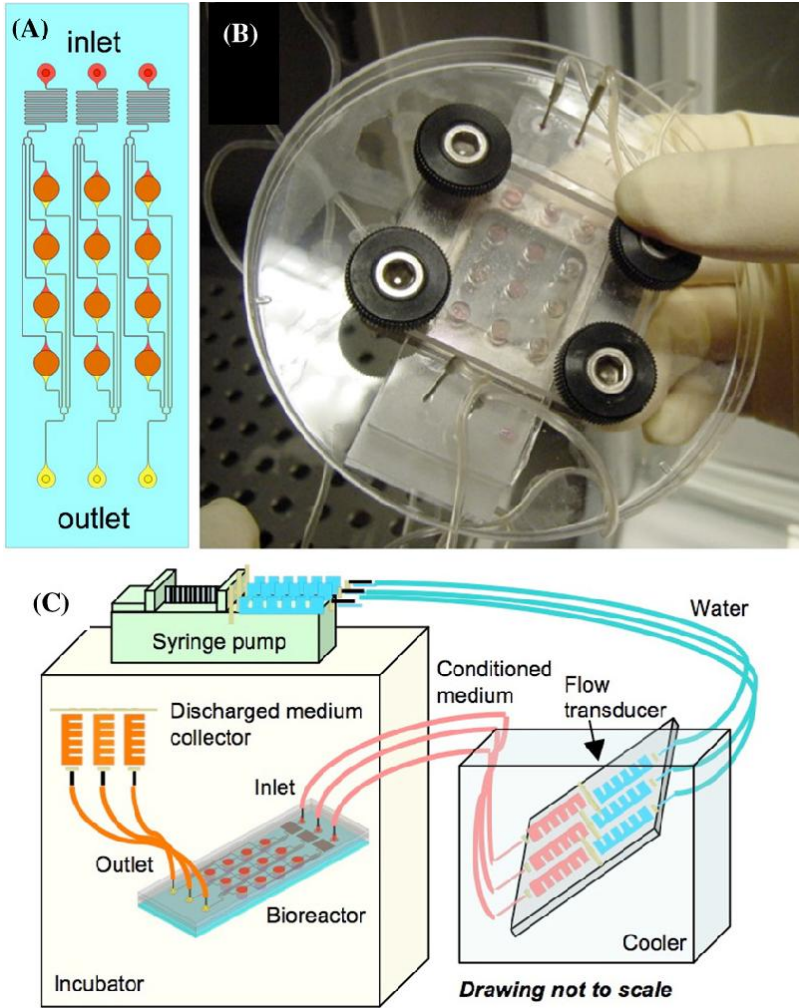 (A)
inlet
outlet
(B)
(C)
Syringe pump
Water
Conditioned
medium
Flow
transducer
Discharged medium
collector
Inlet
Outlet
Bioreactor
Incubator
Cooler
Drawing not to scale